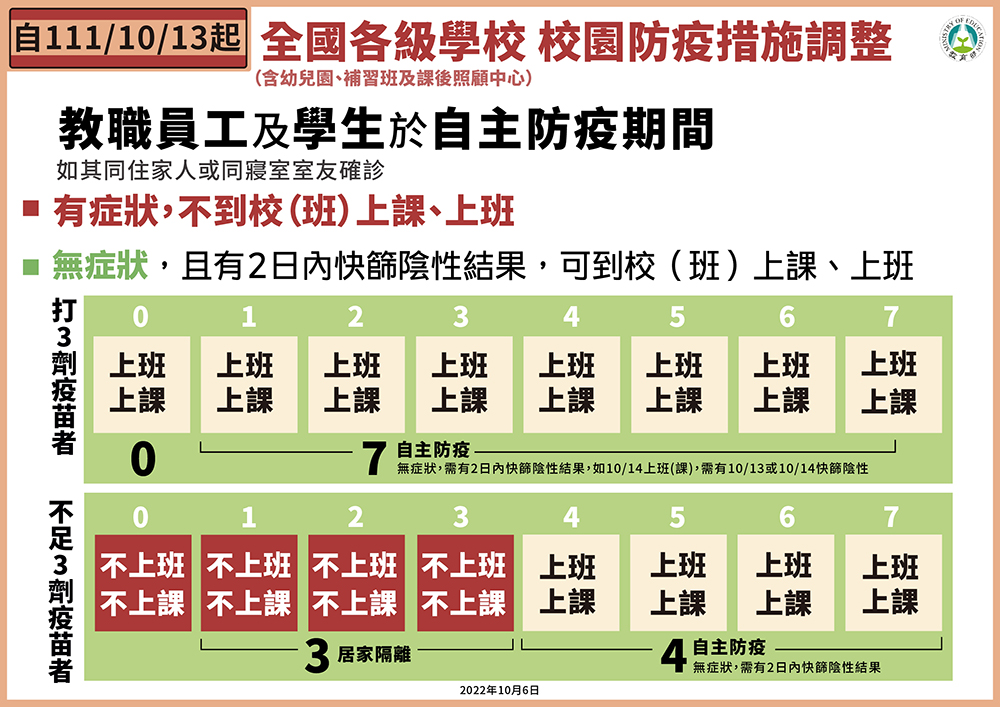 自111/10/13起
全國各級學校 校園防疫措施調整
(含幼兒園、補習班及課後照顧中心)
MINISTRY OF EDUCATION
教育部
教職員工及學生於自主防疫期間
如其同住家人或同寢室室友確診
有症狀，不到校（班）上課、上班
無症狀，且有2日內快篩陰性結果，可到校（班）上課、上班
打3劑疫苗者
0 1 2 3 4 5 6 7
上班 上班 上班 上班 上班 上班 上班 上班
上課 上課 上課 上課 上課 上課 上課 上課
0
7 自主防疫
無症狀，需有2日內快篩陰性結果，如10/14上班(課)，需有10/13或10/14快篩陰性
不足3劑疫苗者
0 1 2 3 4 5 6 7
不上班 不上班 不上班 不上班 上班 上班 上班 上班
不上課 不上課 不上課 不上課 上課 上課 上課 上課
3 居家隔離
4 自主防疫
無症狀，需有2日內快篩陰性結果
2022年10月6日